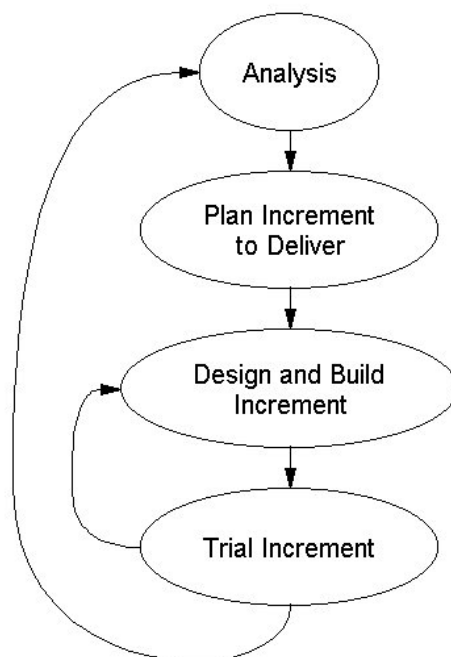 Analysis
Plan Increment
to Deliver
Design and Build
Increment
Trial Increment